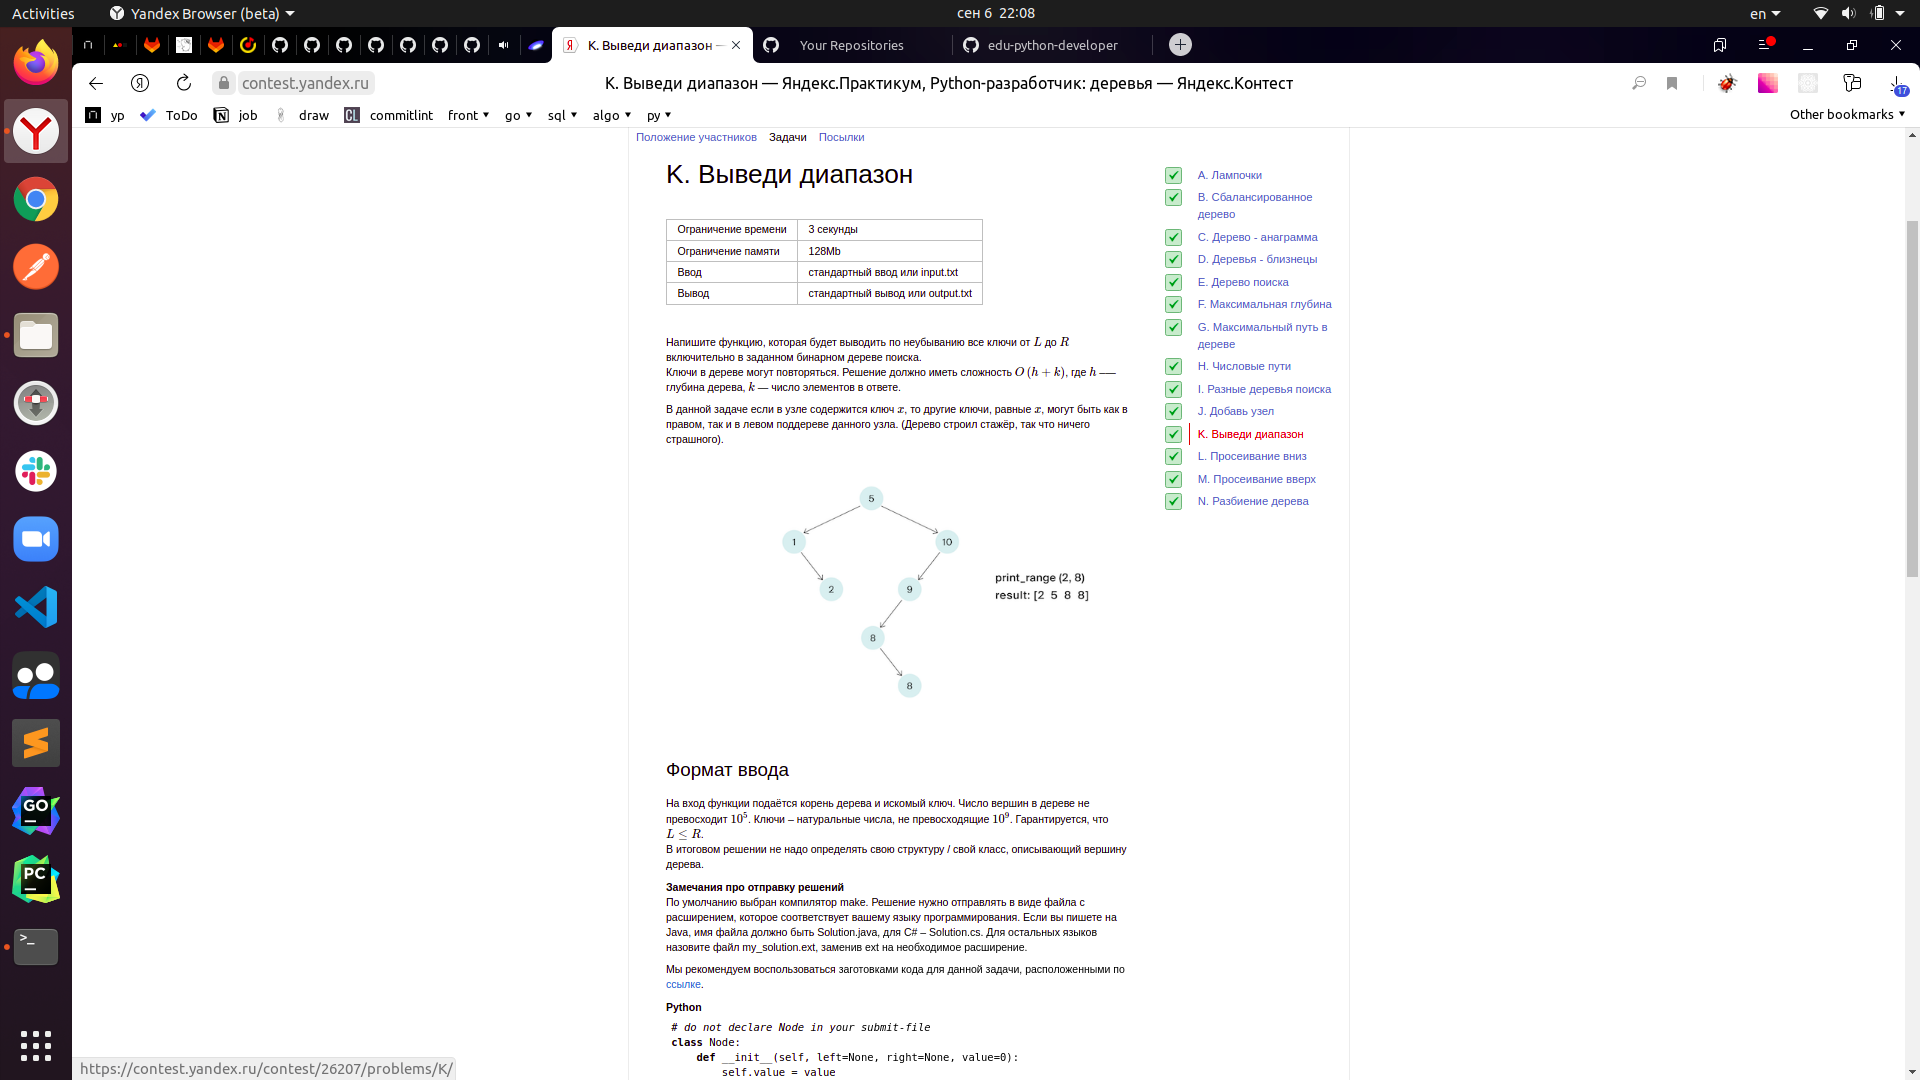 Activities
Yandex Browser (beta)
сен 6 22:08
en
K. Выведи диапазон —
Your Repositories
edu-python-developer
contest.yandex.ru
K. Выведи диапазон — Яндекс.Практикум, Python-разработчик: деревья — Яндекс.Контест
17
yp
ToDo
job
draw
CL
commitlint
front
go
sql
algo
py
Other bookmarks
Положение участников Задачи Посылки
K. Выведи диапазон
Ограничение времени 3 секунды
Ограничение памяти 128Mb
Ввод стандартный ввод или input.txt
Вывод стандартный вывод или output.txt
Напишите функцию, которая будет выводить по неубыванию все ключи от L до R
включительно в заданном бинарном дереве поиска.
Ключи в дереве могут повторяться. Решение должно иметь сложность O (h + k), где h —
глубина дерева, k — число элементов в ответе.
В данной задаче если в узле содержится ключ x, то другие ключи, равные x, могут быть как в
правом, так и в левом поддереве данного узла. (Дерево строил стажёр, так что ничего
страшного).
5
1
10
2
9
8
8
print_range (2, 8)
result: [2 5 8 8]
Формат ввода
На вход функции подаётся корень дерева и искомый ключ. Число вершин в дереве не
превосходит 10⁵. Ключи – натуральные числа, не превосходящие 10⁹. Гарантируется, что
L ≤ R.
В итоговом решении не надо определять свою структуру / свой класс, описывающий вершину
дерева.
Замечания про отправку решений
По умолчанию выбран компилятор make. Решение нужно отправлять в виде файла с
расширением, которое соответствует вашему языку программирования. Если вы пишете на
Java, имя файла должно быть Solution.java, для C# – Solution.cs. Для остальных языков
назовите файл my_solution.ext, заменив ext на необходимое расширение.
Мы рекомендуем воспользоваться заготовками кода для данной задачи, расположенными по
ссылке.
Python
# do not declare Node in your submit-file
class Node:
def __init__(self, left=None, right=None, value=0):
self.value = value
A. Лампочки
B. Сбалансированное
дерево
C. Дерево - анаграмма
D. Деревья - близнецы
E. Дерево поиска
F. Максимальная глубина
G. Максимальный путь в
дереве
H. Числовые пути
I. Разные деревья поиска
J. Добавь узел
K. Выведи диапазон
L. Просеивание вниз
M. Просеивание вверх
N. Разбиение дерева
GO
PC
>_
https://contest.yandex.ru/contest/26207/problems/K/